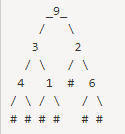 _9_
/ \
3 2
/ \ / \
4 1 # 6
/ \ / \ / \
# # # # # #